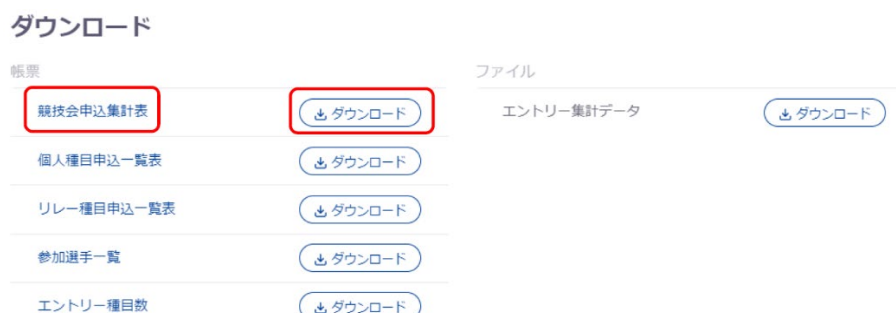 ダウンロード
帳票
競技会申込集計表 ダウンロード
個人種目申込一覧表 ダウンロード
リレー種目申込一覧表 ダウンロード
参加選手一覧 ダウンロード
エントリー種目数 ダウンロード
ファイル
エントリー集計データ ダウンロード